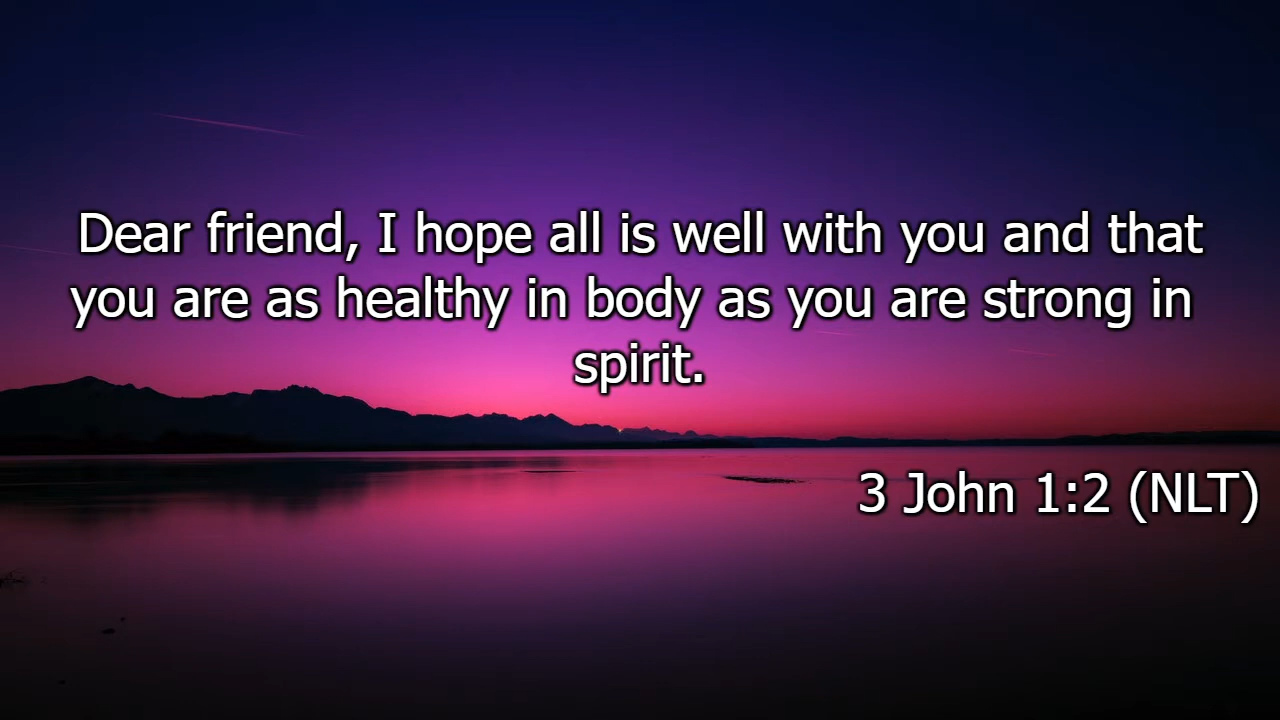 Dear friend, I hope all is well with you and that
you are as healthy in body as you are strong in
spirit.
3 John 1:2 (NLT)